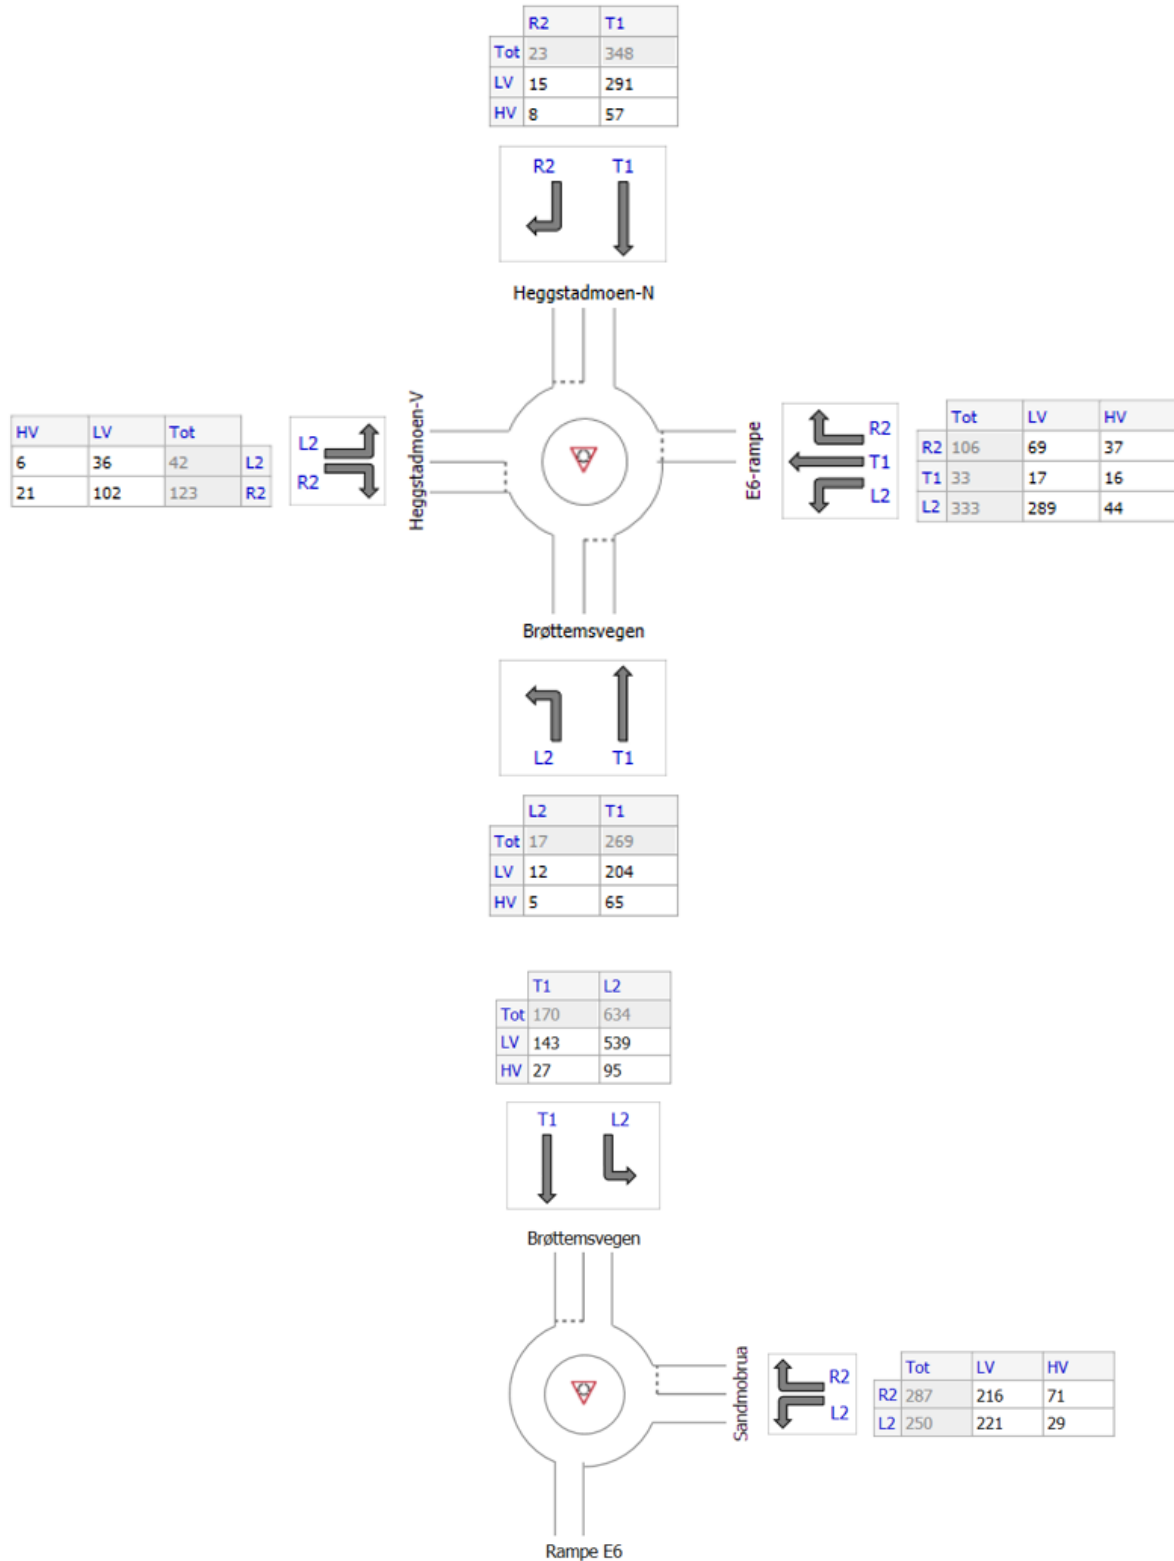 R2 T1
Tot 23 348
LV 15 291
HV 8 57
R2 T1
Heggstadmoen-N
Heggstadmoen-V
HV LV Tot
6 36 42 L2
21 102 123 R2
L2
R2
E6-rampe
R2
T1
L2
Tot LV HV
R2 106 69 37
T1 33 17 16
L2 333 289 44
Brøttemsvegen
L2 T1
L2 T1
Tot 17 269
LV 12 204
HV 5 65
T1 L2
Tot 170 634
LV 143 539
HV 27 95
T1 L2
Brøttemsvegen
Sandmobrua
R2
L2
Tot LV HV
R2 287 216 71
L2 250 221 29
Rampe E6